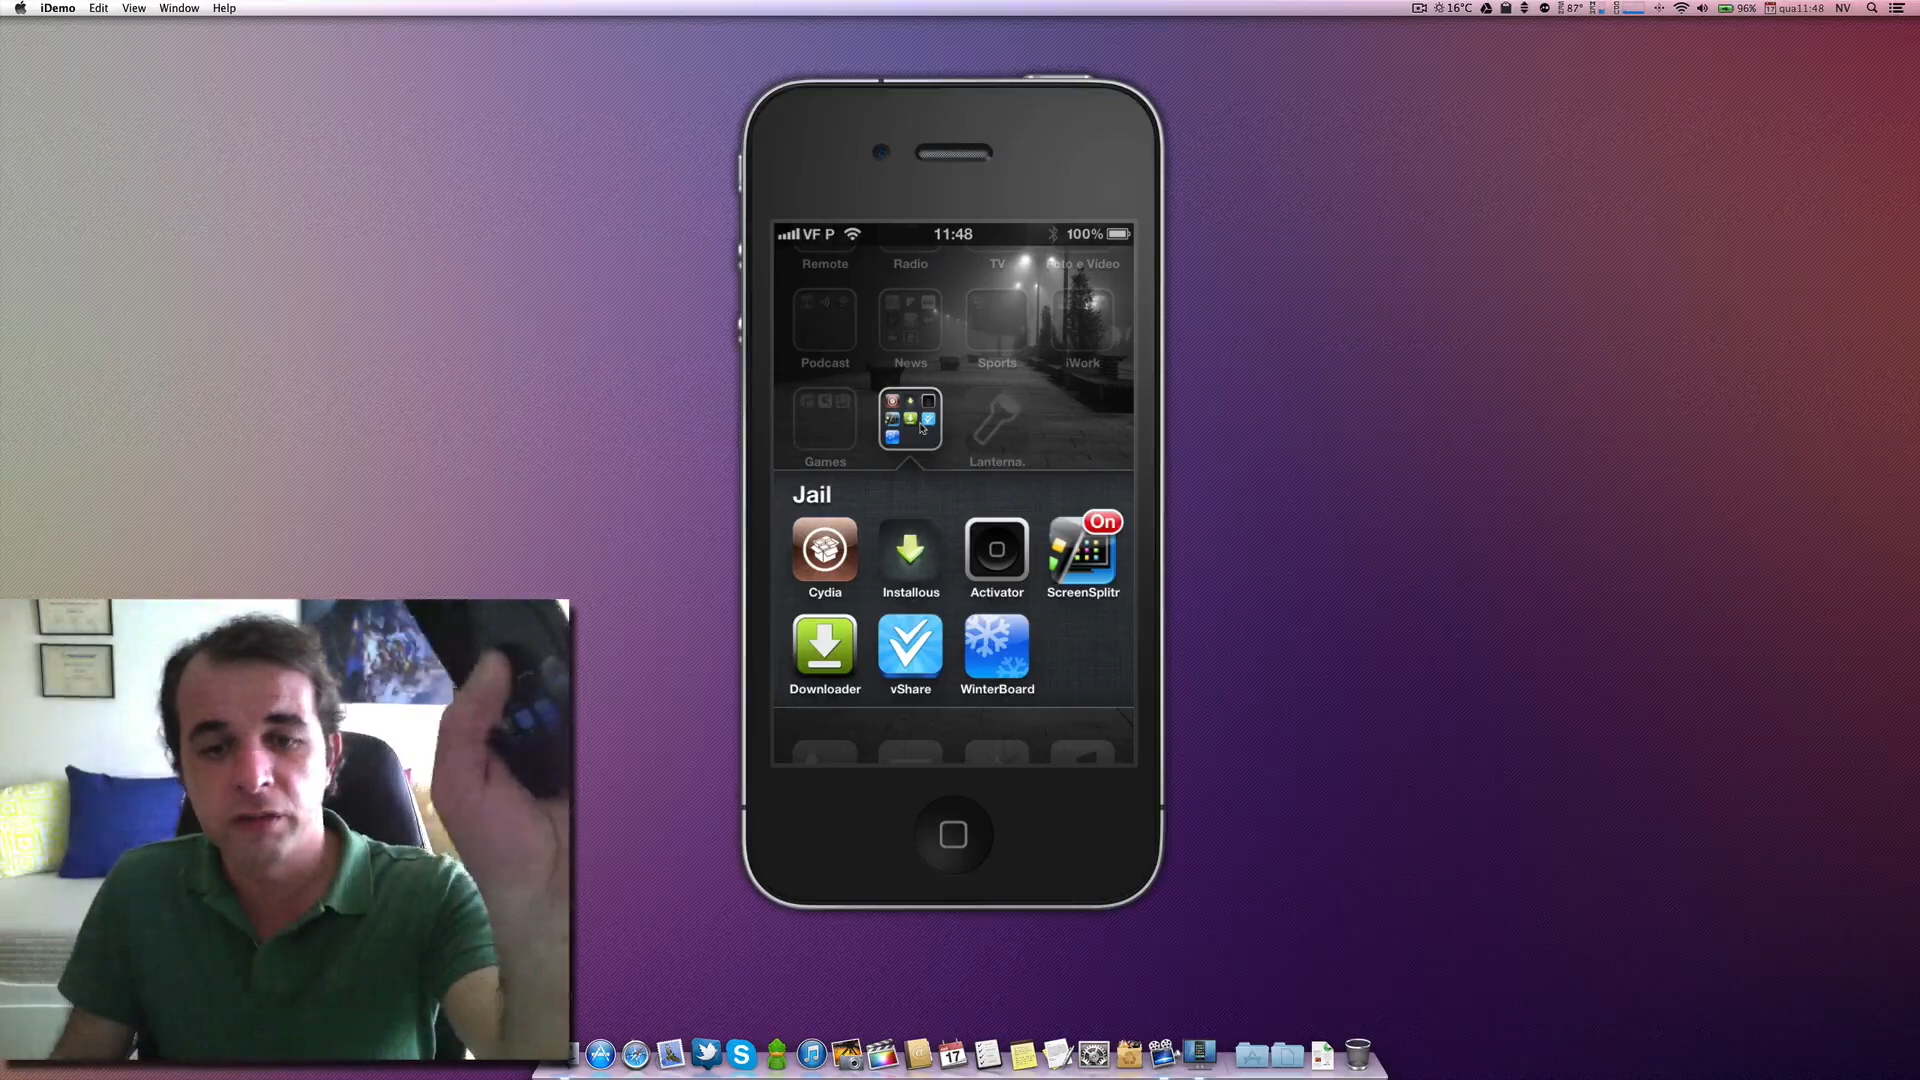 iDemo Edit View Window Help
16°C 87° 96% qua11:48 NV
VF P 11:48 100%
Remote Radio TV Foto e Vídeo
Podcast News Sports iWork
Games Lanterna.
Jail
On
Cydia Installous Activator ScreenSplitr
Downloader vShare WinterBoard
17